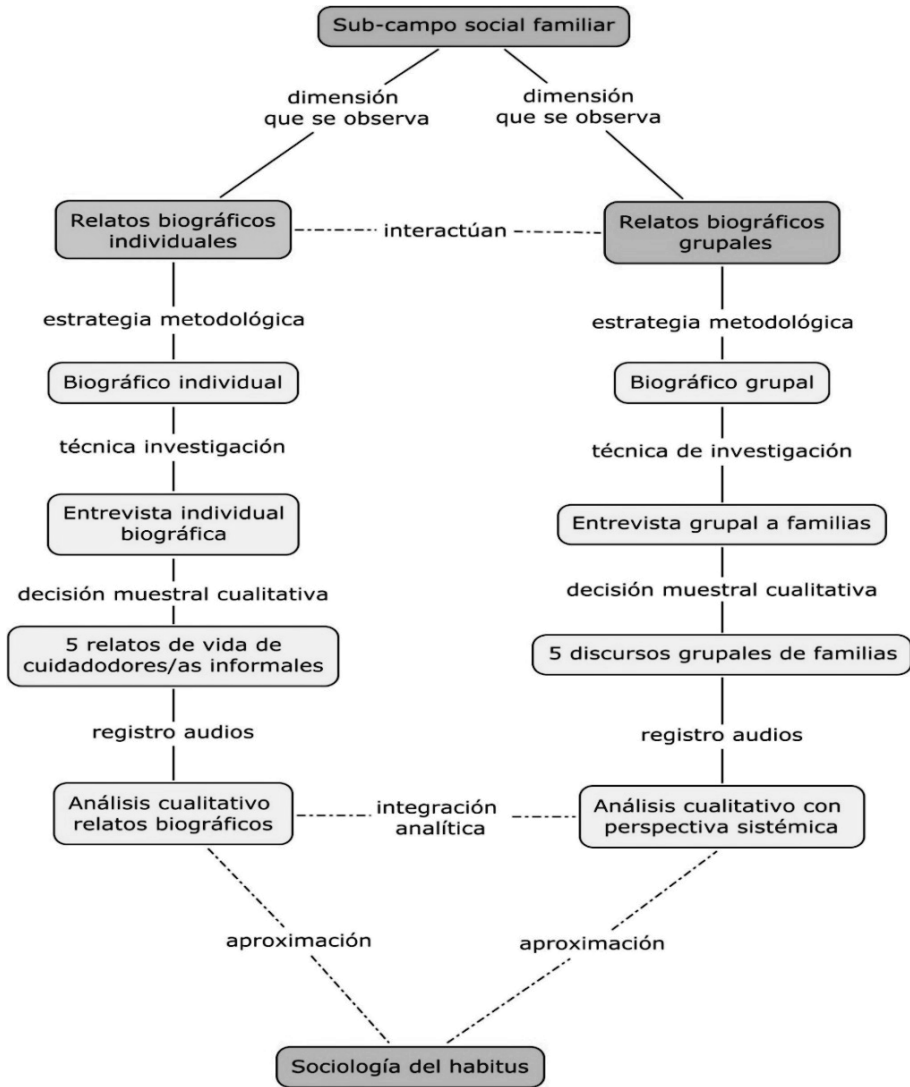 Sub-campo social familiar
dimensión
que se observa
dimensión
que se observa
Relatos biográficos
individuales
interactúan
Relatos biográficos
grupales
estrategia metodológica
estrategia metodológica
Biográfico individual
Biográfico grupal
técnica investigación
técnica de investigación
Entrevista individual
biográfica
Entrevista grupal a familias
decisión muestral cualitativa
decisión muestral cualitativa
5 relatos de vida de
cuidadodores/as informales
5 discursos grupales de familias
registro audios
registro audios
Análisis cualitativo
relatos biográficos
integración
analítica
Análisis cualitativo con
perspectiva sistémica
aproximación
aproximación
Sociología del habitus